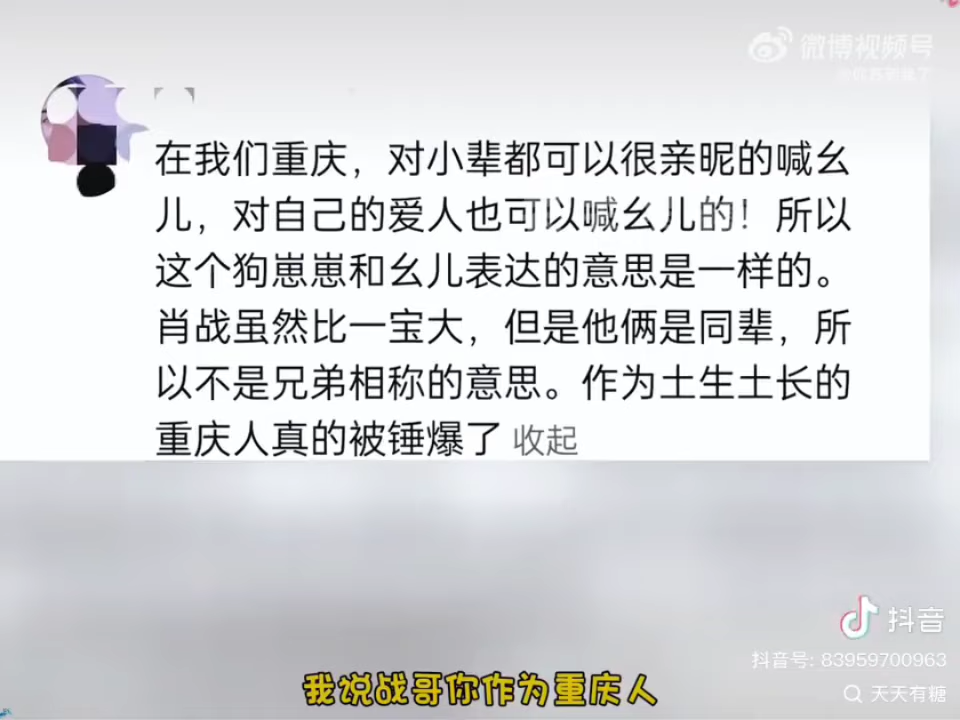 微博视频号
在我们重庆，对小辈都可以很亲昵的喊幺
儿，对自己的爱人也可以喊幺儿的！所以
这个狗崽崽和幺儿表达的意思是一样的。
肖战虽然比一宝大，但是他俩是同辈，所
以不是兄弟相称的意思。作为土生土长的
重庆人真的被锤爆了 收起
抖音
抖音号: 83959700963
天天有糖
我说战哥你作为重庆人